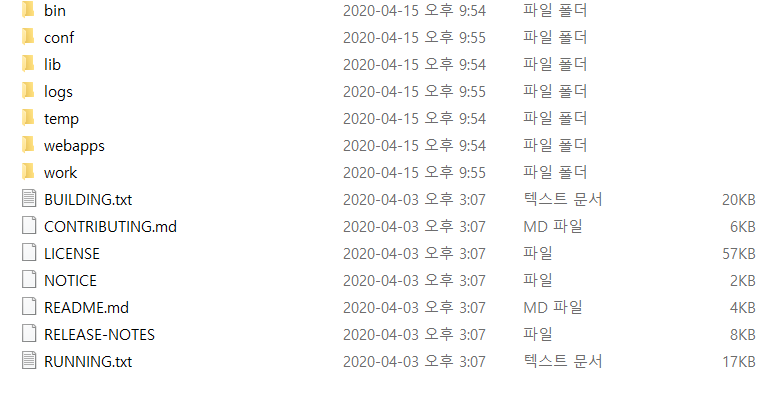 bin 2020-04-15 오후 9:54 파일 폴더
conf 2020-04-15 오후 9:55 파일 폴더
lib 2020-04-15 오후 9:54 파일 폴더
logs 2020-04-15 오후 9:55 파일 폴더
temp 2020-04-15 오후 9:54 파일 폴더
webapps 2020-04-15 오후 9:54 파일 폴더
work 2020-04-15 오후 9:55 파일 폴더
BUILDING.txt 2020-04-03 오후 3:07 텍스트 문서 20KB
CONTRIBUTING.md 2020-04-03 오후 3:07 MD 파일 6KB
LICENSE 2020-04-03 오후 3:07 파일 57KB
NOTICE 2020-04-03 오후 3:07 파일 2KB
README.md 2020-04-03 오후 3:07 MD 파일 4KB
RELEASE-NOTES 2020-04-03 오후 3:07 파일 8KB
RUNNING.txt 2020-04-03 오후 3:07 텍스트 문서 17KB